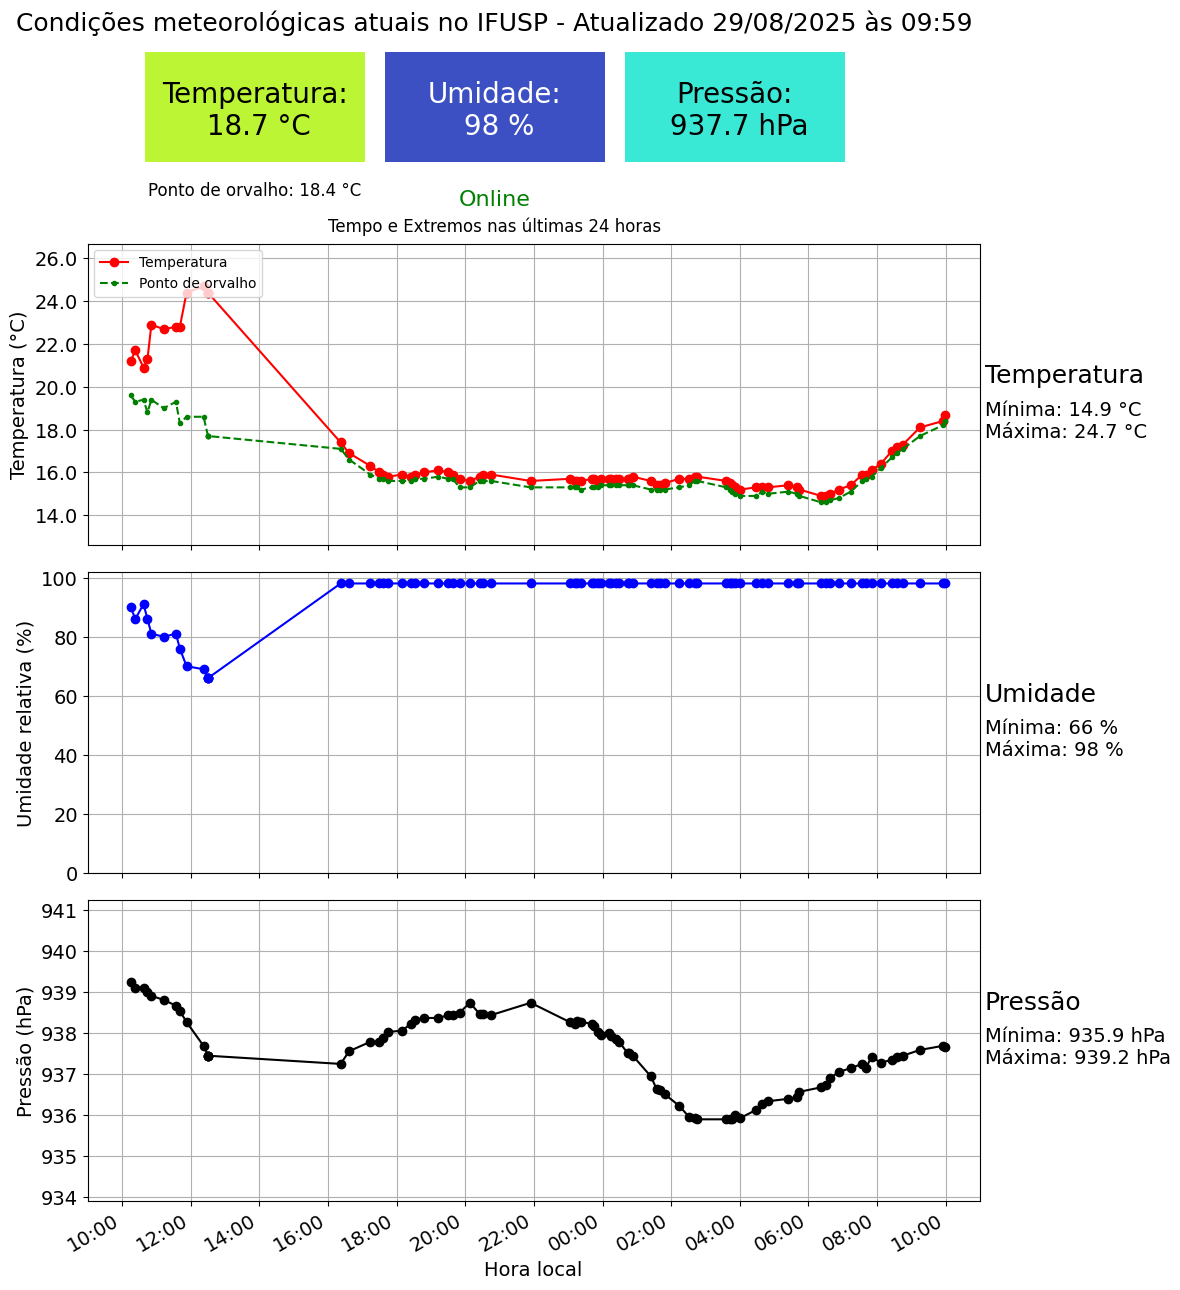 Condições meteorológicas atuais no IFUSP - Atualizado 29/08/2025 às 09:59
Temperatura:
18.7 °C
Umidade:
98 %
Pressão:
937.7 hPa
Ponto de orvalho: 18.4 °C
Online
Tempo e Extremos nas últimas 24 horas
Temperatura
Ponto de orvalho
Temperatura (°C)
26.0
24.0
22.0
20.0
18.0
16.0
14.0
Temperatura
Mínima: 14.9 °C
Máxima: 24.7 °C
Umidade relativa (%)
100
80
60
40
20
0
Umidade
Mínima: 66 %
Máxima: 98 %
Pressão (hPa)
941
940
939
938
937
936
935
934
Pressão
Mínima: 935.9 hPa
Máxima: 939.2 hPa
10:00 12:00 14:00 16:00 18:00 20:00 22:00 00:00 02:00 04:00 06:00 08:00 10:00
Hora local